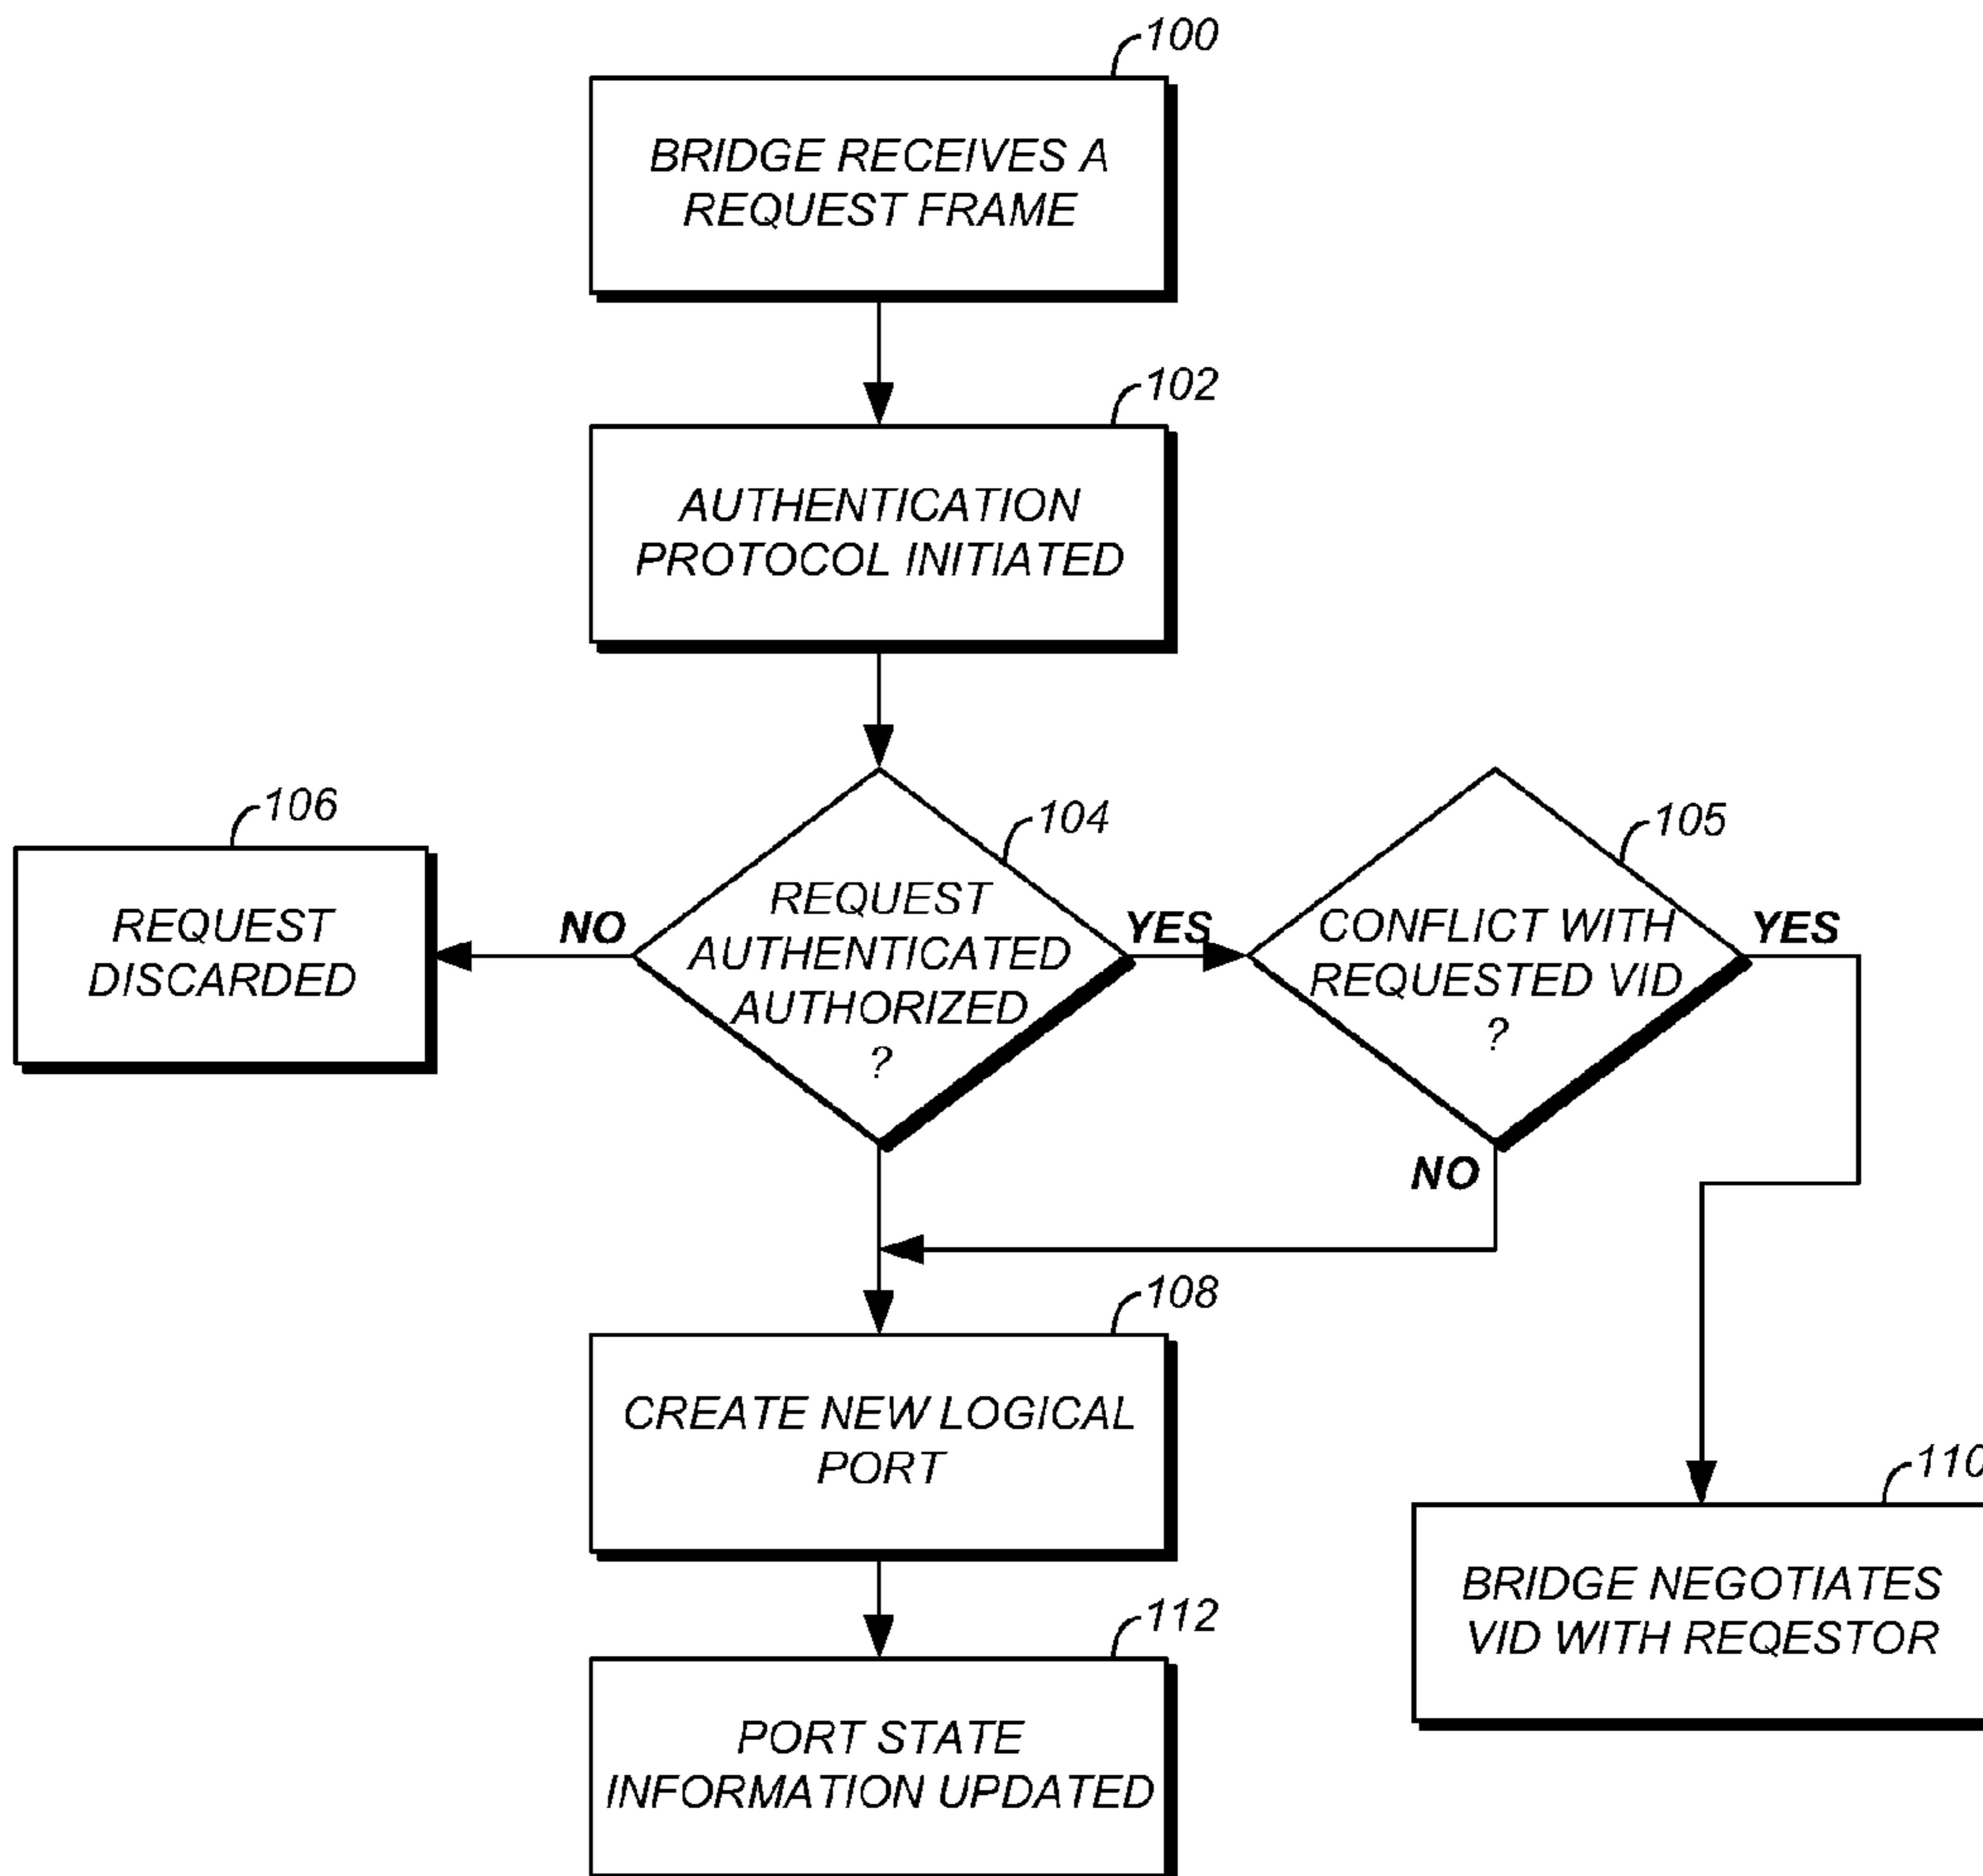 100
BRIDGE RECEIVES A
REQUEST FRAME
102
AUTHENTICATION
PROTOCOL INITIATED
106
REQUEST
DISCARDED
NO
104
REQUEST
AUTHENTICATED
AUTHORIZED
?
YES
105
CONFLICT WITH
REQUESTED VID
?
YES
NO
108
CREATE NEW LOGICAL
PORT
110
BRIDGE NEGOTIATES
VID WITH REQESTOR
112
PORT STATE
INFORMATION UPDATED